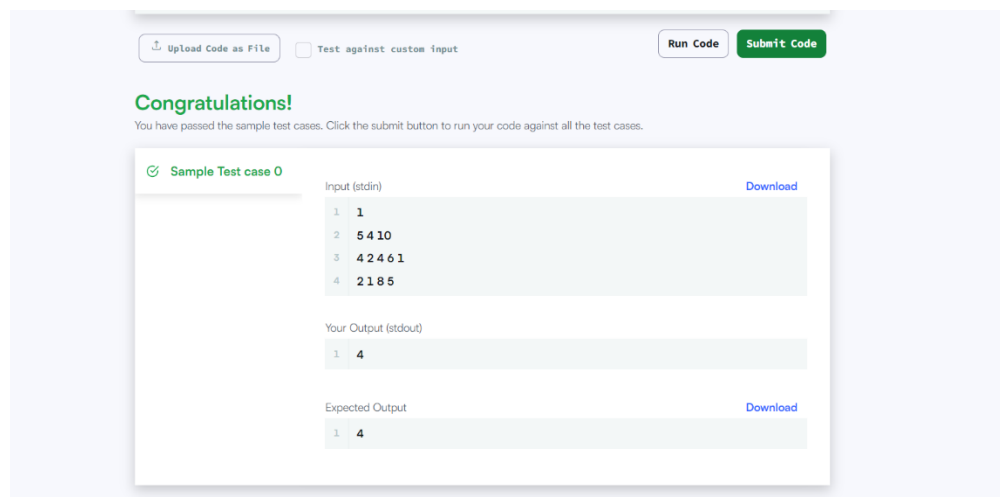 Upload Code as File
Test against custom input
Run Code
Submit Code
Congratulations!
You have passed the sample test cases. Click the submit button to run your code against all the test cases.
Sample Test case 0
Input (stdin)
Download
1 1
2 5 4 10
3 4 2 4 6 1
4 2 1 8 5
Your Output (stdout)
1 4
Expected Output
Download
1 4